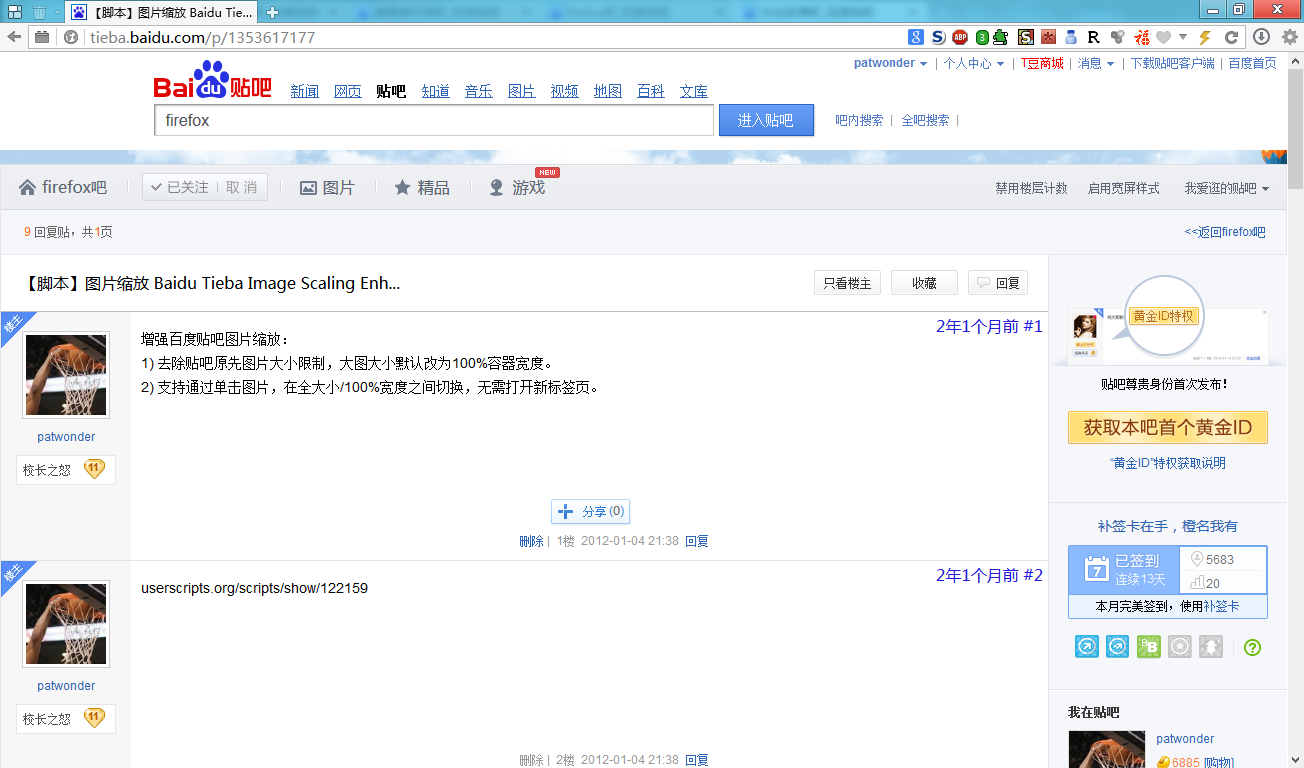 【脚本】图片缩放 Baidu Tie...
tieba.baidu.com/p/1353617177
patwonder | 个人中心 | T豆商城 | 消息 | 下载贴吧客户端 | 百度首页
Bai du 贴吧
新闻 网页 贴吧 知道 音乐 图片 视频 地图 百科 文库
firefox 进入贴吧 吧内搜索 | 全吧搜索 |
firefox吧 已关注 | 取消 图片 精品 游戏 NEW 禁用楼层计数 启用宽屏样式 我爱逛的贴吧
9 回复贴，共1页 <<返回firefox吧
【脚本】图片缩放 Baidu Tieba Image Scaling Enh... 只看楼主 收藏 回复
楼主
2年1个月前 #1
增强百度贴吧图片缩放：
1) 去除贴吧原先图片大小限制，大图大小默认改为100%容器宽度。
2) 支持通过单击图片，在全大小/100%宽度之间切换，无需打开新标签页。
patwonder
校长之怒 11
分享(0)
删除 | 1楼 2012-01-04 21:38 回复
楼主
2年1个月前 #2
userscripts.org/scripts/show/122159
patwonder
校长之怒 11
删除 | 2楼 2012-01-04 21:38 回复
黄金ID特权
贴吧尊贵身份首次发布！
获取本吧首个黄金ID
“黄金ID”特权获取说明
补签卡在手，橙名我有
7 已签到 5683
连续13天 20
本月完美签到，使用补签卡
我在贴吧
patwonder
6885 [购物]